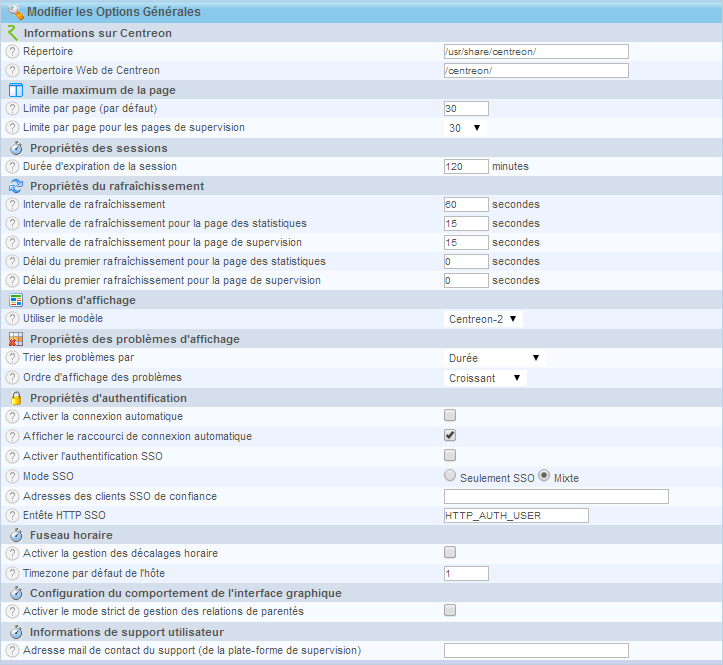 Modifier les Options Générales
Informations sur Centreon
? Répertoire /usr/share/centreon/
? Répertoire Web de Centreon /centreon/
Taille maximum de la page
? Limite par page (par défaut) 30
? Limite par page pour les pages de supervision 30 ▼
Propriétés des sessions
? Durée d'expiration de la session 120 minutes
Propriétés du rafraîchissement
? Intervalle de rafraîchissement 60 secondes
? Intervalle de rafraîchissement pour la page des statistiques 15 secondes
? Intervalle de rafraîchissement pour la page de supervision 15 secondes
? Délai du premier rafraîchissement pour la page des statistiques 0 secondes
? Délai du premier rafraîchissement pour la page de supervision 0 secondes
Options d'affichage
? Utiliser le modèle Centreon-2 ▼
Propriétés des problèmes d'affichage
? Trier les problèmes par Durée ▼
? Ordre d'affichage des problèmes Croissant ▼
Propriétés d'authentification
? Activer la connexion automatique
? Afficher le raccourci de connexion automatique
? Activer l'authentification SSO
? Mode SSO Seulement SSO Mixte
? Adresses des clients SSO de confiance
? Entête HTTP SSO HTTP_AUTH_USER
Fuseau horaire
? Activer la gestion des décalages horaire
? Timezone par défaut de l'hôte 1
Configuration du comportement de l'interface graphique
? Activer le mode strict de gestion des relations de parentés
Informations de support utilisateur
? Adresse mail de contact du support (de la plate-forme de supervision)